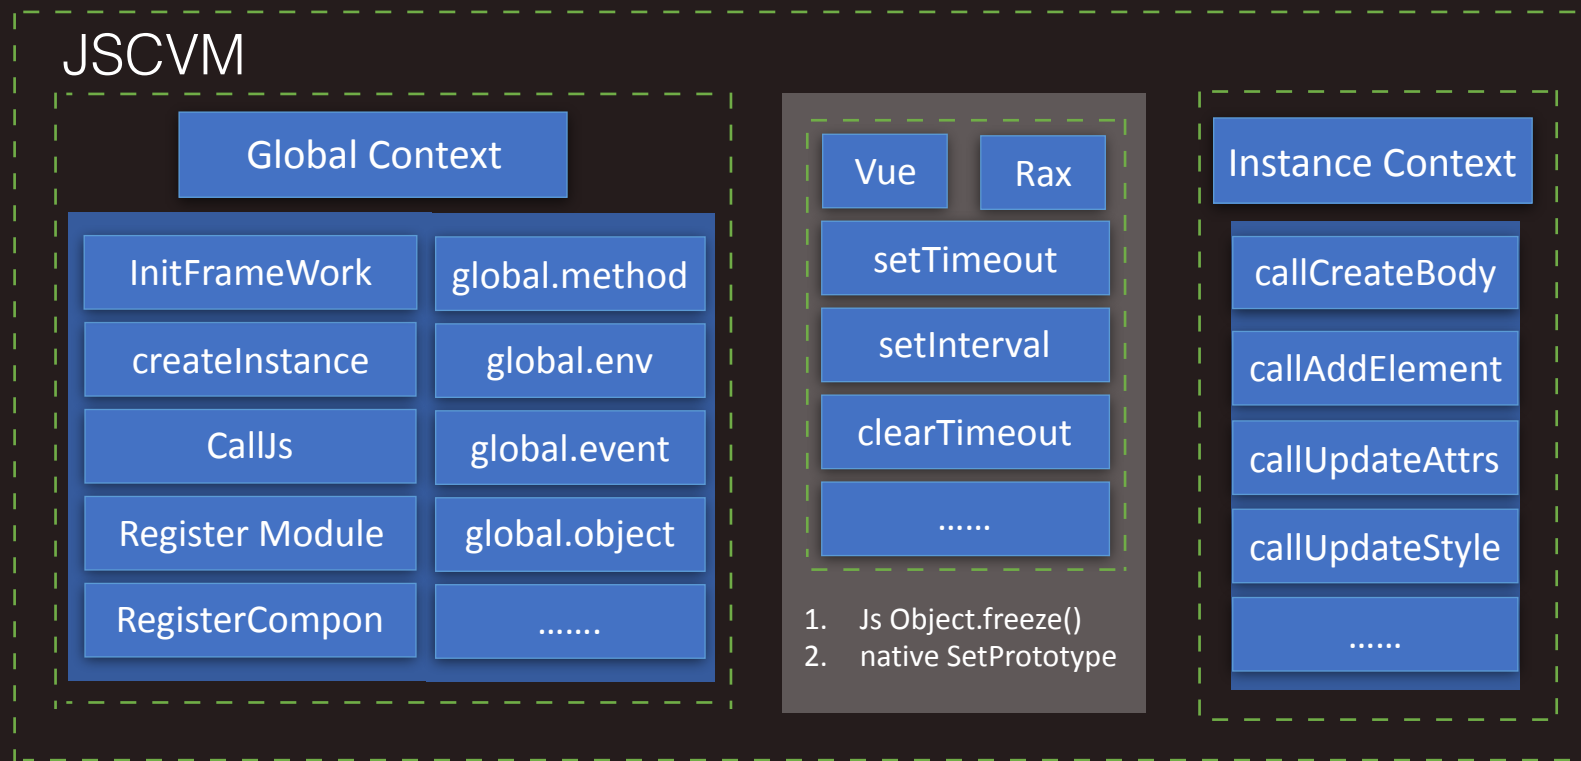 JSCVM
Global Context
InitFrameWork
global.method
createInstance
global.env
CallJs
global.event
Register Module
global.object
RegisterCompon
.......
Vue
Rax
setTimeout
setInterval
clearTimeout
......
1. Js Object.freeze()
2. native SetPrototype
Instance Context
callCreateBody
callAddElement
callUpdateAttrs
callUpdateStyle
......